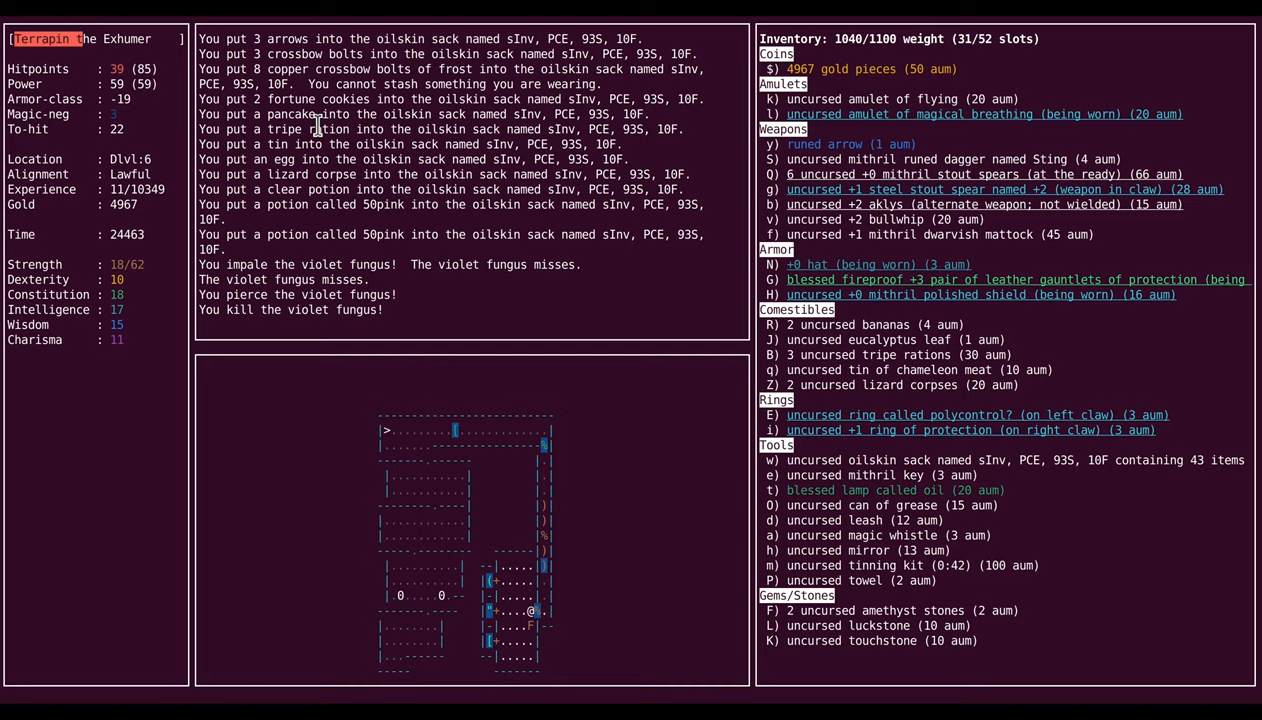 [Terrapin the Exhumer ]
Hitpoints : 39 (85)
Power : 59 (59)
Armor-class : -19
Magic-neg : 3
To-hit : 22
Location : Dlvl:6
Alignment : Lawful
Experience : 11/10349
Gold : 4967
Time : 24463
Strength : 18/62
Dexterity : 10
Constitution : 18
Intelligence : 17
Wisdom : 15
Charisma : 11
You put 3 arrows into the oilskin sack named sInv, PCE, 93S, 10F.
You put 3 crossbow bolts into the oilskin sack named sInv, PCE, 93S, 10F.
You put 8 copper crossbow bolts of frost into the oilskin sack named sInv,
PCE, 93S, 10F. You cannot stash something you are wearing.
You put 2 fortune cookies into the oilskin sack named sInv, PCE, 93S, 10F.
You put a pancake into the oilskin sack named sInv, PCE, 93S, 10F.
You put a tripe ration into the oilskin sack named sInv, PCE, 93S, 10F.
You put a tin into the oilskin sack named sInv, PCE, 93S, 10F.
You put an egg into the oilskin sack named sInv, PCE, 93S, 10F.
You put a lizard corpse into the oilskin sack named sInv, PCE, 93S, 10F.
You put a clear potion into the oilskin sack named sInv, PCE, 93S, 10F.
You put a potion called 50pink into the oilskin sack named sInv, PCE, 93S,
10F.
You put a potion called 50pink into the oilskin sack named sInv, PCE, 93S,
10F.
You impale the violet fungus! The violet fungus misses.
The violet fungus misses.
You pierce the violet fungus!
You kill the violet fungus!
--------------------------
|>........[.............|
|......----------------%|
-------.------ |.|
|..........| |.|
|..........| |.|
-------.---- |)|
|..........| |)|
|..........| |%|
----.-------- ------|)|
|........| --|.....|)|
|........| |(+.....|.|
|.0....0.-- |-|.....|.|
------.---- |"+....@%.|
|.......| |-|....F|--
|.......| |[+.....|
|...------ --|.....|
----- -------
Inventory: 1040/1100 weight (31/52 slots)
Coins
$) 4967 gold pieces (50 aum)
Amulets
k) uncursed amulet of flying (20 aum)
l) uncursed amulet of magical breathing (being worn) (20 aum)
Weapons
y) runed arrow (1 aum)
S) uncursed mithril runed dagger named Sting (4 aum)
Q) 6 uncursed +0 mithril stout spears (at the ready) (66 aum)
g) uncursed +1 steel stout spear named +2 (weapon in claw) (28 aum)
b) uncursed +2 aklys (alternate weapon; not wielded) (15 aum)
v) uncursed +2 bullwhip (20 aum)
f) uncursed +1 mithril dwarvish mattock (45 aum)
Armor
N) +0 hat (being worn) (3 aum)
G) blessed fireproof +3 pair of leather gauntlets of protection (being
H) uncursed +0 mithril polished shield (being worn) (16 aum)
Comestibles
R) 2 uncursed bananas (4 aum)
J) uncursed eucalyptus leaf (1 aum)
B) 3 uncursed tripe rations (30 aum)
q) uncursed tin of chameleon meat (10 aum)
Z) 2 uncursed lizard corpses (20 aum)
Rings
E) uncursed ring called polycontrol? (on left claw) (3 aum)
i) uncursed +1 ring of protection (on right claw) (3 aum)
Tools
w) uncursed oilskin sack named sInv, PCE, 93S, 10F containing 43 items
e) uncursed mithril key (3 aum)
t) blessed lamp called oil (20 aum)
O) uncursed can of grease (15 aum)
d) uncursed leash (12 aum)
a) uncursed magic whistle (3 aum)
h) uncursed mirror (13 aum)
m) uncursed tinning kit (0:42) (100 aum)
P) uncursed towel (2 aum)
Gems/Stones
F) 2 uncursed amethyst stones (2 aum)
L) uncursed luckstone (10 aum)
K) uncursed touchstone (10 aum)